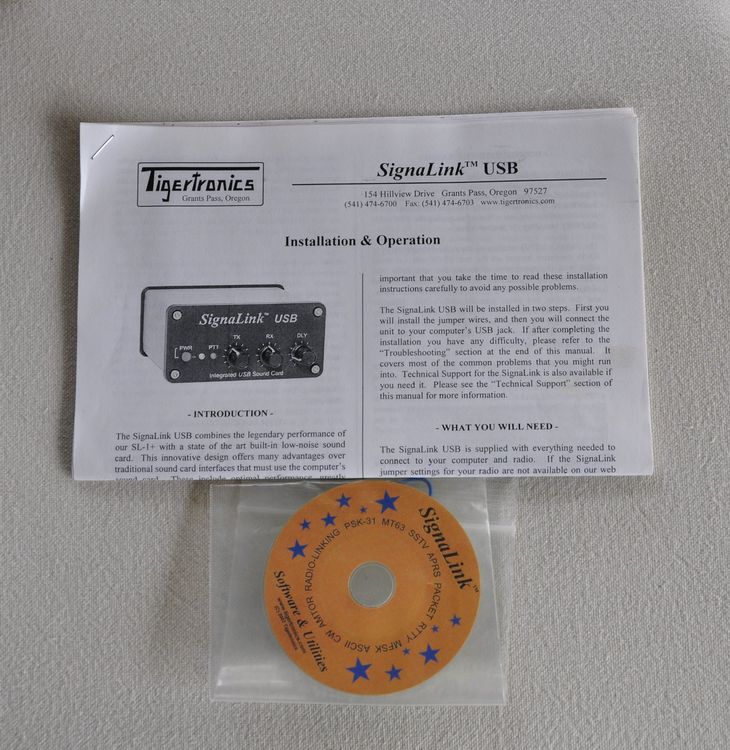 Tigertronics
Grants Pass, Oregon
SignaLink™ USB
154 Hillview Drive Grants Pass, Oregon 97527
(541) 474-6700 Fax: (541) 474-6703 www.tigertronics.com
Installation & Operation
SignaLink™ USB
PWR PTT TX RX DLY
Integrated USB Sound Card
- INTRODUCTION -
The SignaLink USB combines the legendary performance of
our SL-1+ with a state of the art built-in low-noise sound
card. This innovative design offers many advantages over
traditional sound card interfaces that must use the computer's
sound card. These include optimal performance, greatly
important that you take the time to read these installation
instructions carefully to avoid any possible problems.
The SignaLink USB will be installed in two steps. First you
will install the jumper wires, and then you will connect the
unit to your computer's USB jack. If after completing the
installation you have any difficulty, please refer to the
"Troubleshooting" section at the end of this manual. It
covers most of the common problems that you might run
into. Technical Support for the SignaLink is also available if
you need it. Please see the "Technical Support" section of
this manual for more information.
- WHAT YOU WILL NEED -
The SignaLink USB is supplied with everything needed to
connect to your computer and radio. If the SignaLink
jumper settings for your radio are not available on our web
SignaLink™
PSK-31 MT63 SSTV APRS PACKET RTTY MFSK ASCII CW AMTOR RADIO-LINKING
Software & Utilities
www.tigertronics.com